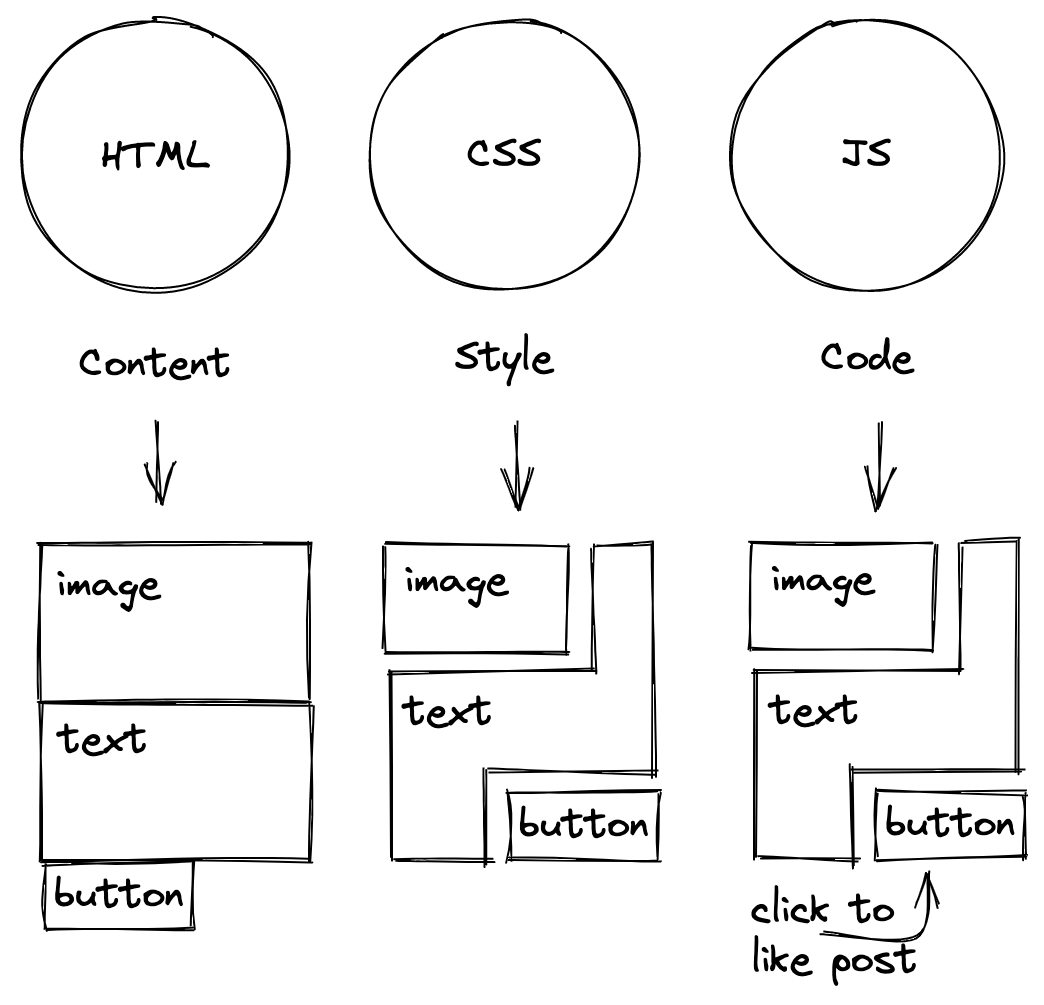 HTML
CSS
JS
Content
Style
Code
image
image
image
text
text
text
button
button
button
click to
like post